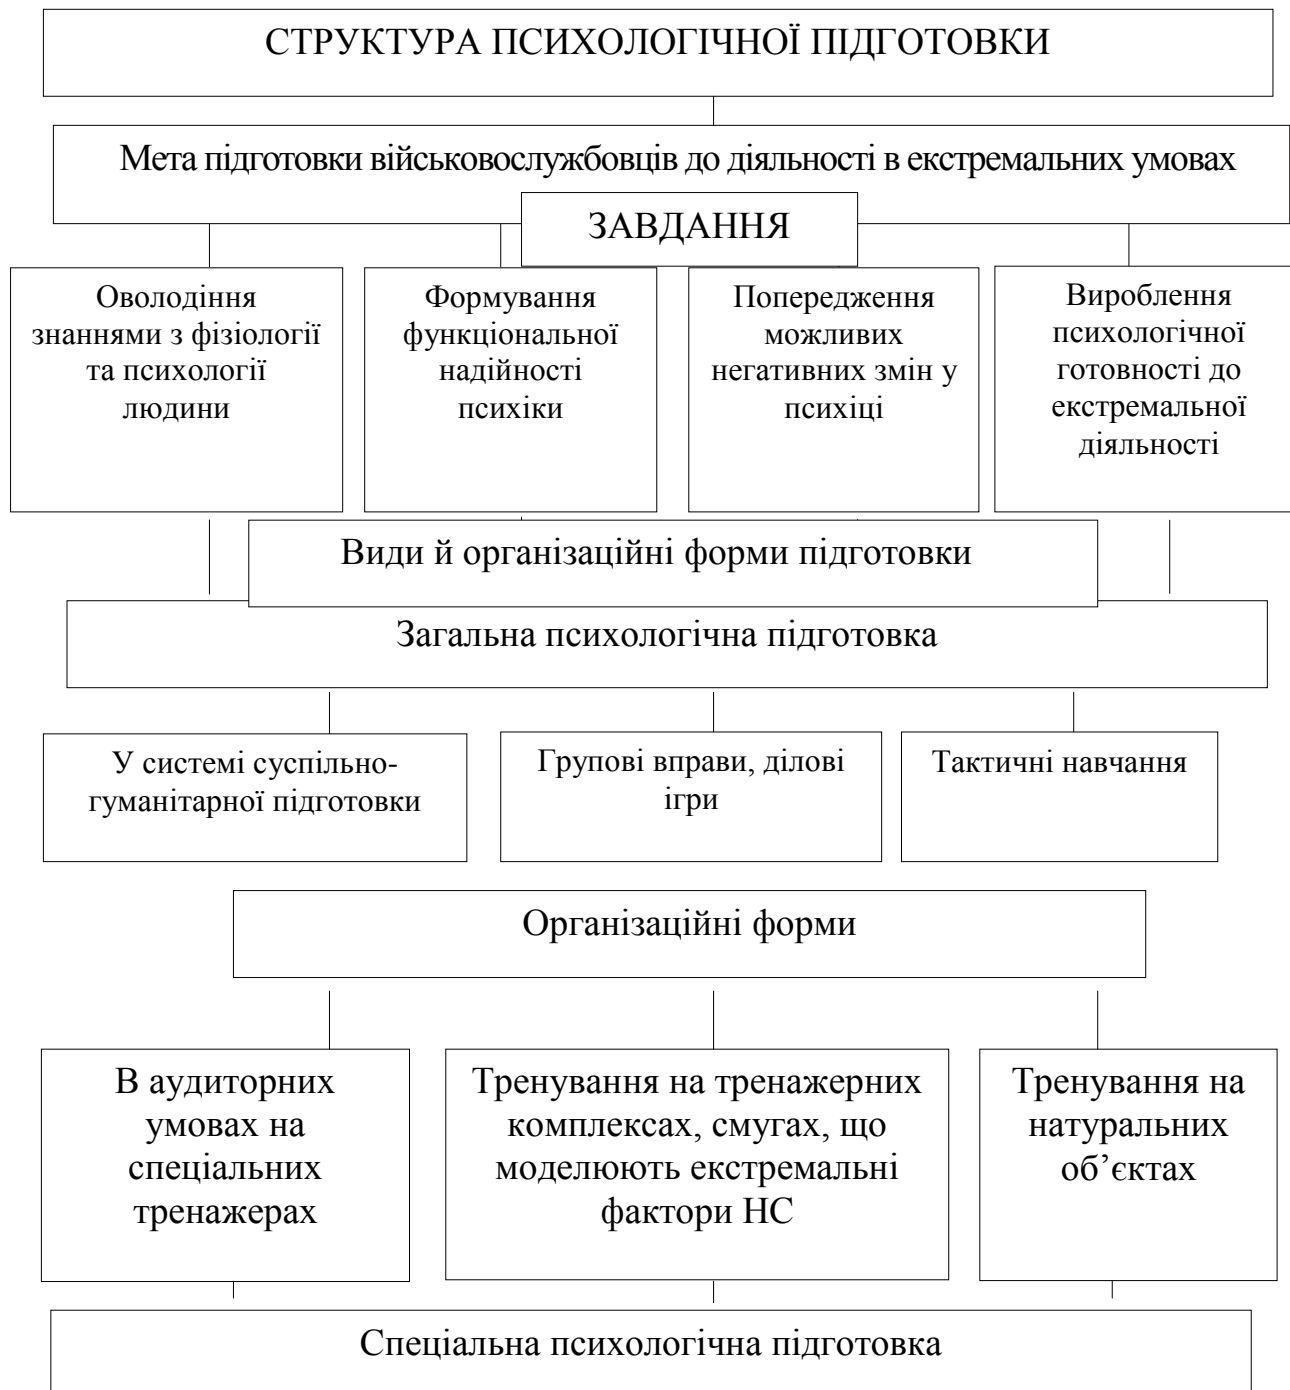 СТРУКТУРА ПСИХОЛОГІЧНОЇ ПІДГОТОВКИ
Мета підготовки військовослужбовців до діяльності в екстремальних умовах
ЗАВДАННЯ
Оволодіння
знаннями з фізіології
та психології
людини
Формування
функціональної
надійності
психіки
Попередження
можливих
негативних змін у
психіці
Вироблення
психологічної
готовності до
екстремальної
діяльності
Види й організаційні форми підготовки
Загальна психологічна підготовка
У системі суспільно-
гуманітарної підготовки
Групові вправи, ділові
ігри
Тактичні навчання
Організаційні форми
В аудиторних
умовах на
спеціальних
тренажерах
Тренування на тренажерних
комплексах, смугах, що
моделюють екстремальні
фактори НС
Тренування на
натуральних
об’єктах
Спеціальна психологічна підготовка